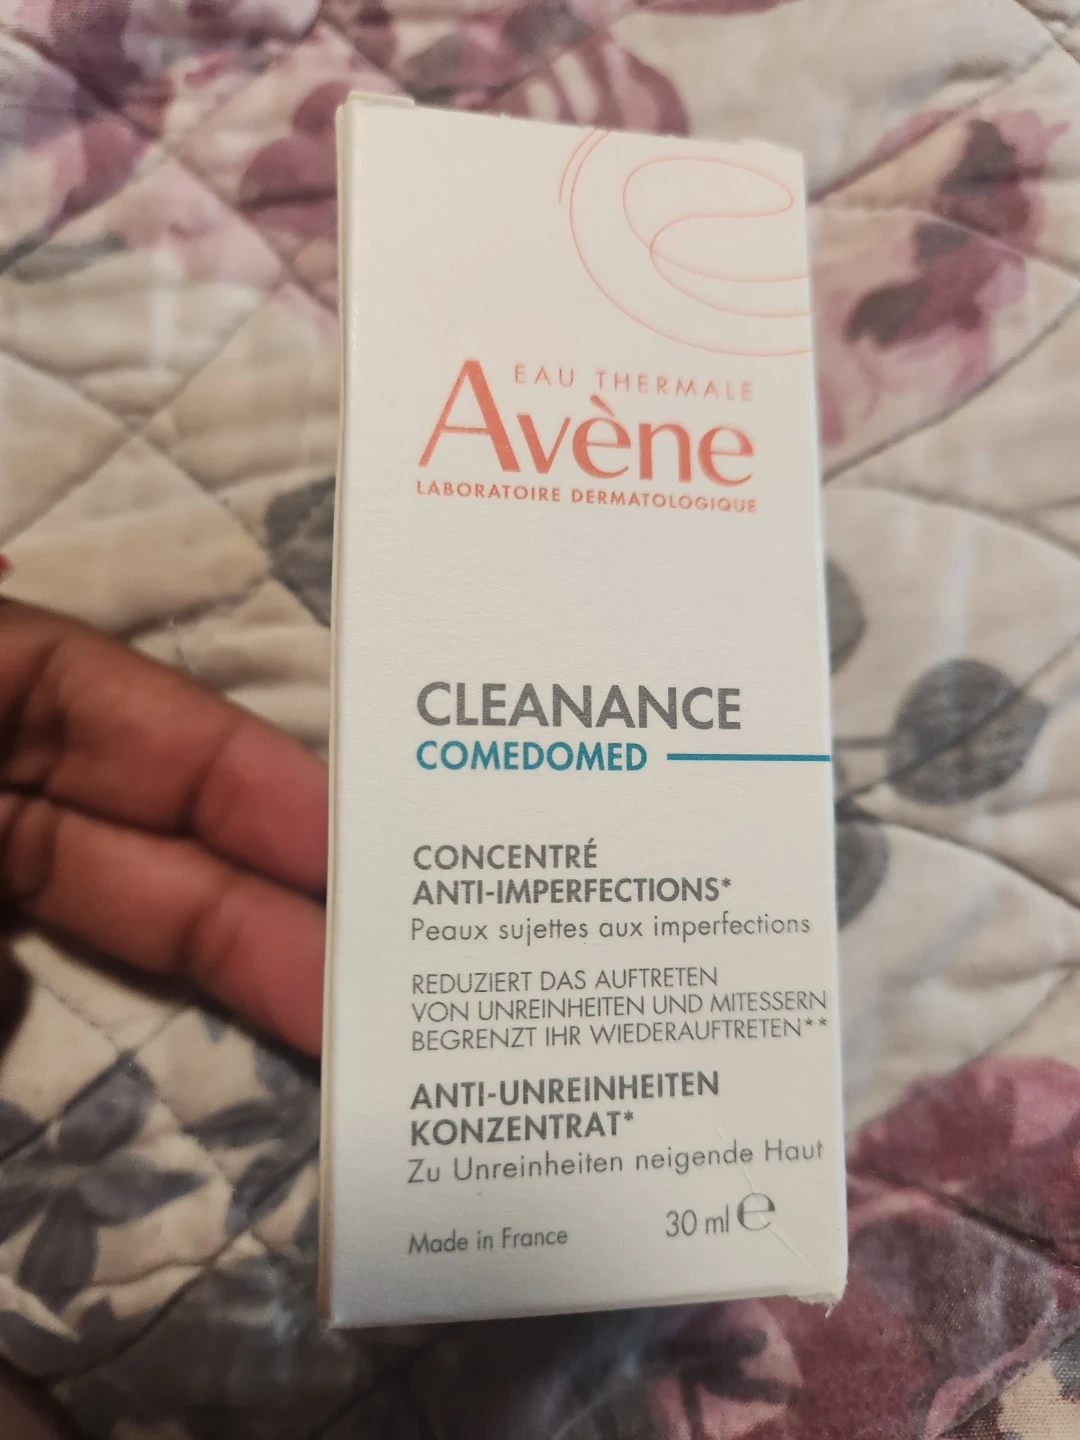 EAU THERMALE
Avène
LABORATOIRE DERMATOLOGIQUE
CLEANANCE
COMEDOMED
CONCENTRÉ
ANTI-IMPERFECTIONS*
Peaux sujettes aux imperfections
REDUZIERT DAS AUFTRETEN
VON UNREINHEITEN UND MITESSERN
BEGRENZT IHR WIEDERAUFTRETEN**
ANTI-UNREINHEITEN
KONZENTRAT*
Zu Unreinheiten neigende Haut
Made in France
30 ml ℮